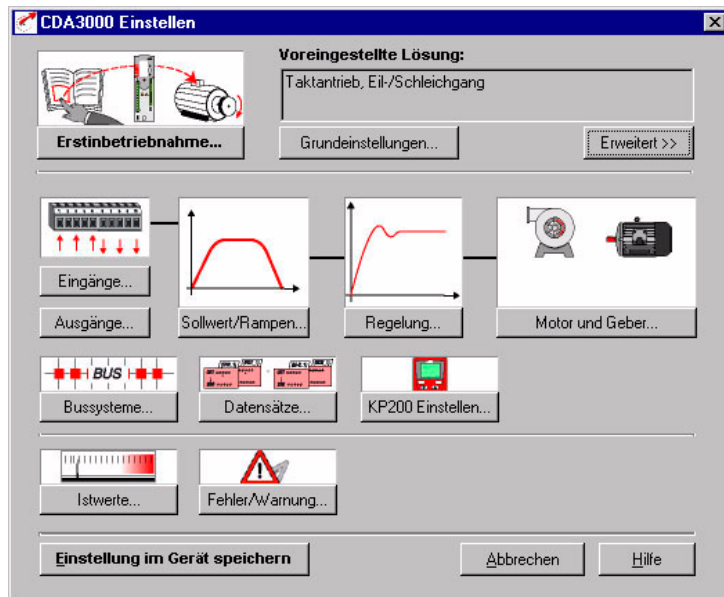 CDA3000 Einstellen
Voreingestellte Lösung:
Taktantrieb, Eil-/Schleichgang
Erstinbetriebnahme...
Grundeinstellungen...
Erweitert >>
Eingänge...
Ausgänge...
Sollwert/Rampen...
Regelung...
Motor und Geber...
BUS
Bussysteme...
Datensätze...
KP200 Einstellen...
Istwerte...
Fehler/Warnung...
Einstellung im Gerät speichern
Abbrechen
Hilfe